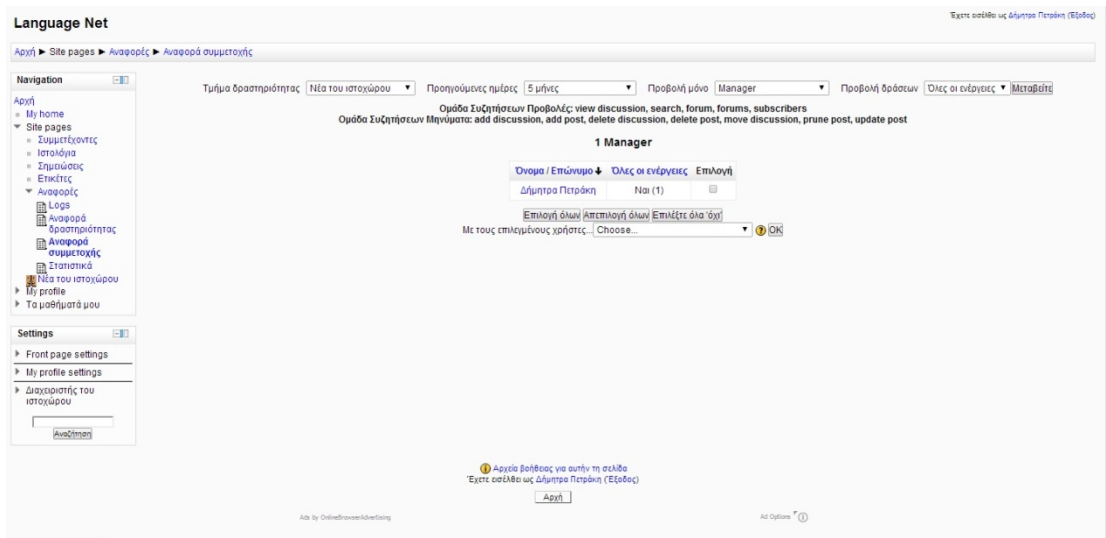 Language Net
Έχετε εισέλθει ως Δήμητρα Πετράκη (Έξοδος)
Αρχή ► Site pages ► Αναφορές ► Αναφορά συμμετοχής
Navigation
Αρχή
My home
Site pages
Συμμετέχοντες
Ιστολόγια
Σημειώσεις
Ετικέτες
Αναφορές
Logs
Αναφορά
δραστηριότητας
Αναφορά
συμμετοχής
Στατιστικά
Νέα του ιστοχώρου
My profile
Τα μαθήματά μου
Settings
Front page settings
My profile settings
Διαχειριστής του
ιστοχώρου
Αναζήτηση
Τμήμα δραστηριότητας Νέα του ιστοχώρου Προηγούμενες ημέρες 5 μήνες Προβολή μόνο Manager Προβολή δράσεων Όλες οι ενέργειες Μεταβείτε
Ομάδα Συζητήσεων Προβολές: view discussion, search, forum, forums, subscribers
Ομάδα Συζητήσεων Μηνύματα: add discussion, add post, delete discussion, delete post, move discussion, prune post, update post
1 Manager
Όνομα / Επώνυμο Όλες οι ενέργειες Επιλογή
Δήμητρα Πετράκη Ναι (1)
Επιλογή όλων Απεπιλογή όλων Επιλέξτε όλα 'όχι'
Με τους επιλεγμένους χρήστες... Choose... OK
Αρχεία βοήθειας για αυτήν τη σελίδα
Έχετε εισέλθει ως Δήμητρα Πετράκη (Έξοδος)
Αρχή
Ads by OnlineBrowserAdvertising
Ad Options